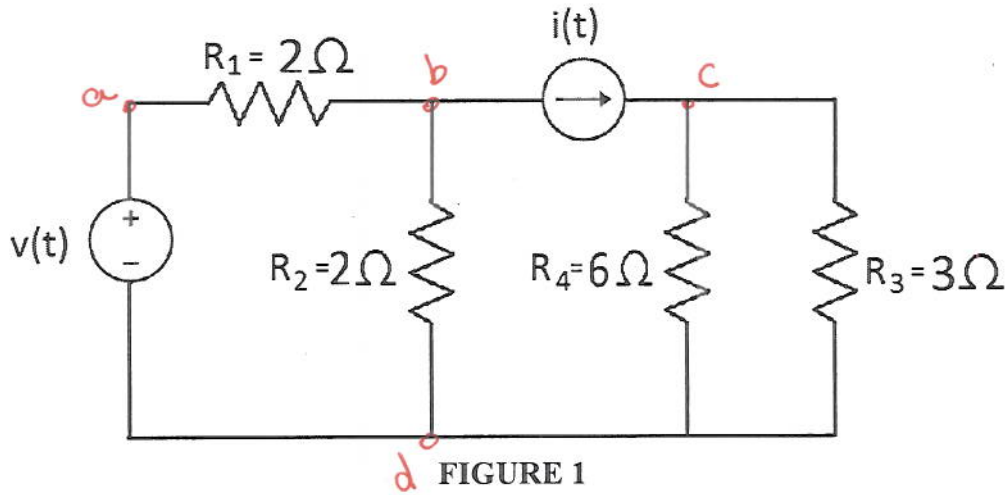 i(t)
R₁ = 2Ω
a
b
c
+
v(t)
−
R₂ =2Ω
R₄=6Ω
R₃ = 3Ω
d
FIGURE 1